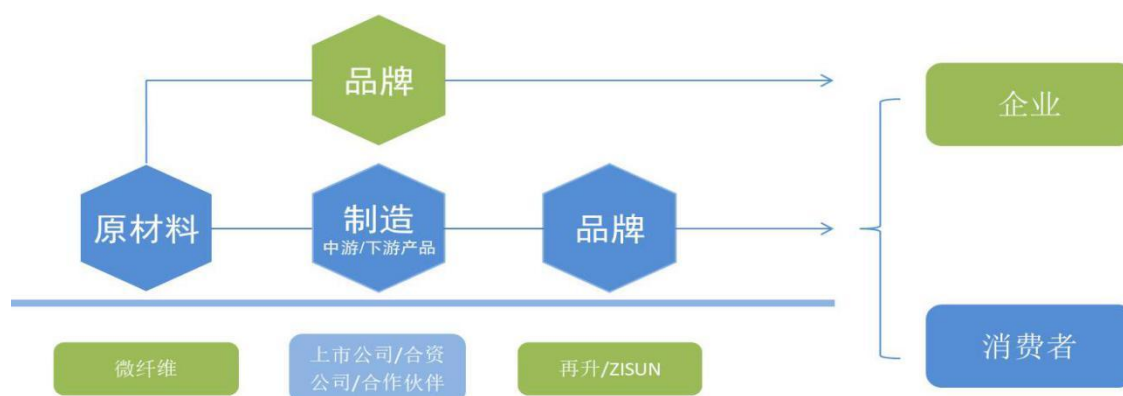 品牌
企业
原材料
制造
中游/下游产品
品牌
消费者
微纤维
上市公司/合资
公司/合作伙伴
再升/ZISUN